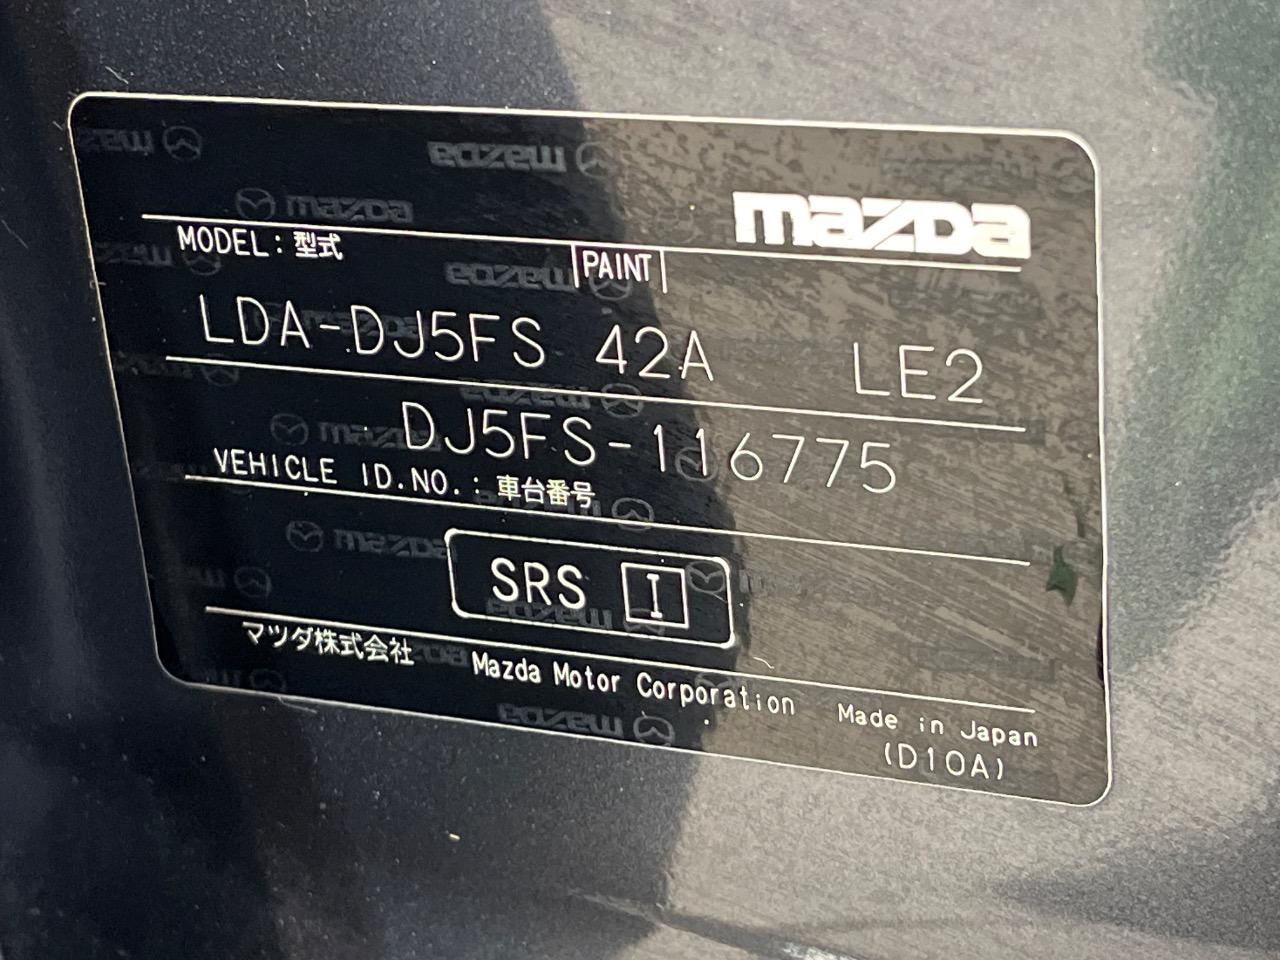 mazda
MODEL：型式 PAINT
LDA-DJ5FS 42A LE2
DJ5FS-116775
VEHICLE ID.NO.：車台番号
SRS I
マツダ株式会社 Mazda Motor Corporation Made in Japan
(D10A)